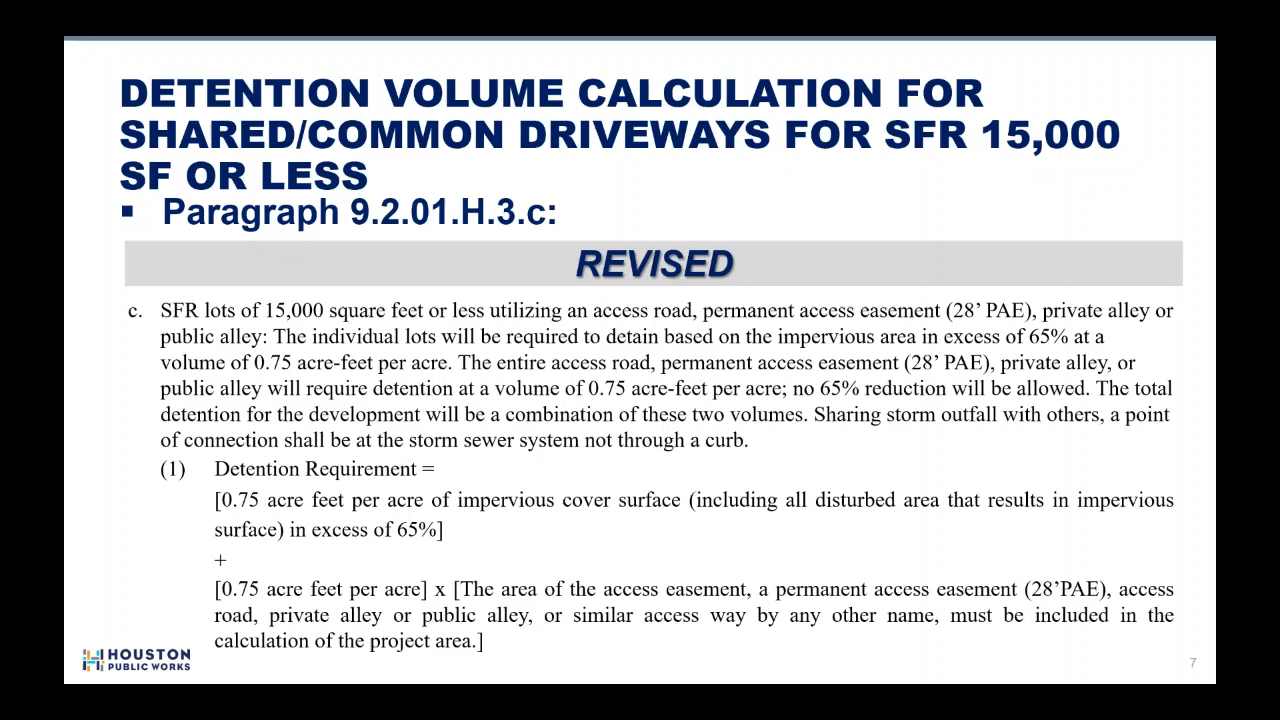 DETENTION VOLUME CALCULATION FOR
SHARED/COMMON DRIVEWAYS FOR SFR 15,000
SF OR LESS
▪ Paragraph 9.2.01.H.3.c:
REVISED
c. SFR lots of 15,000 square feet or less utilizing an access road, permanent access easement (28’ PAE), private alley or
public alley: The individual lots will be required to detain based on the impervious area in excess of 65% at a
volume of 0.75 acre-feet per acre. The entire access road, permanent access easement (28’ PAE), private alley, or
public alley will require detention at a volume of 0.75 acre-feet per acre; no 65% reduction will be allowed. The total
detention for the development will be a combination of these two volumes. Sharing storm outfall with others, a point
of connection shall be at the storm sewer system not through a curb.
(1) Detention Requirement =
[0.75 acre feet per acre of impervious cover surface (including all disturbed area that results in impervious
surface) in excess of 65%]
+
[0.75 acre feet per acre] x [The area of the access easement, a permanent access easement (28’PAE), access
road, private alley or public alley, or similar access way by any other name, must be included in the
calculation of the project area.]
HOUSTON
PUBLIC WORKS
7